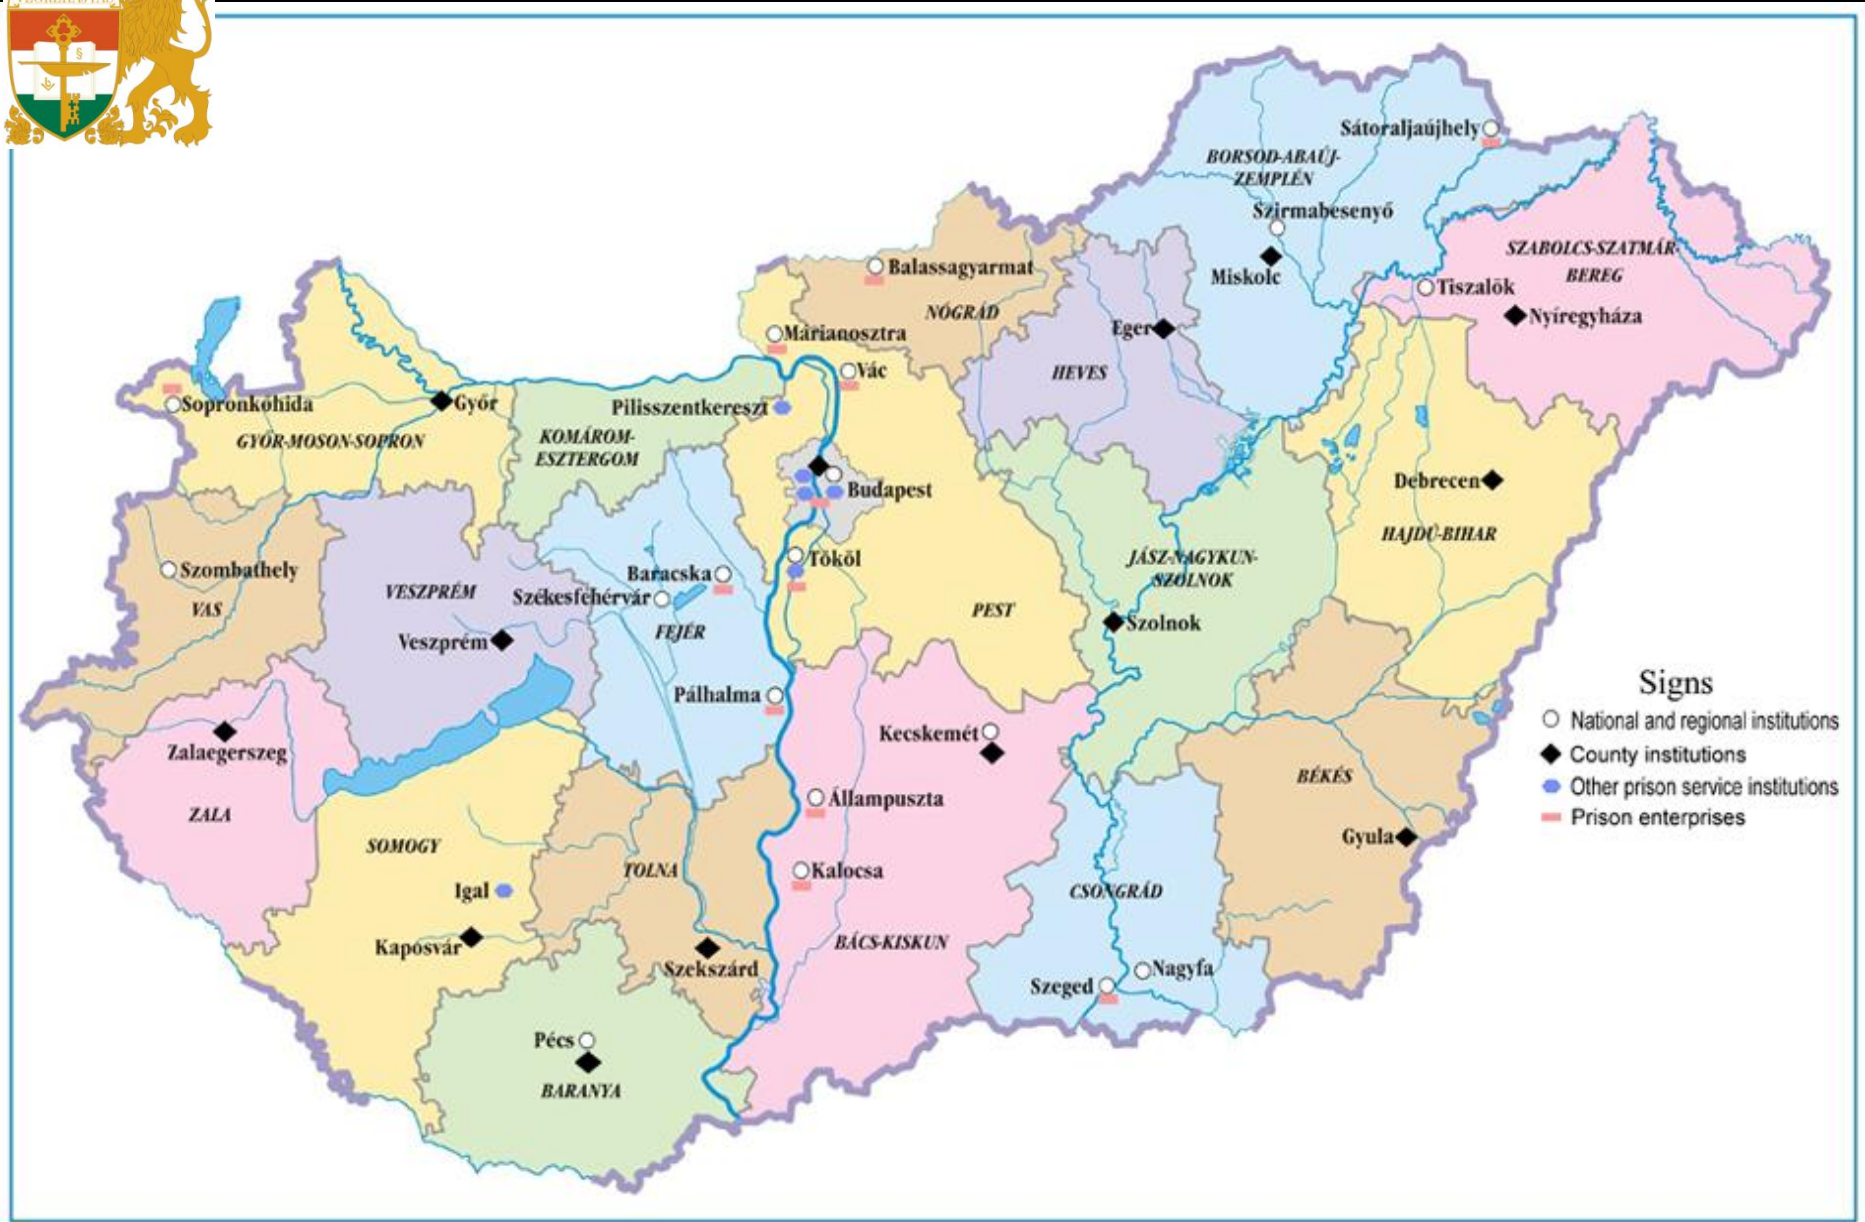 §
Sátoraljaújhely
BORSOD-ABAÚJ-
ZEMPLÉN
Szirmabesenyő
Miskolc
SZABOLCS-SZATMÁR-
BEREG
Tiszalök
Nyíregyháza
Balassagyarmat
NÓGRÁD
Márianosztra
Eger
HEVES
Vác
Sopronkőhida
Győr
GYŐR-MOSON-SOPRON
Pilisszentkereszt
KOMÁROM-
ESZTERGOM
Budapest
Debrecen
HAJDÚ-BIHAR
Szombathely
VAS
VESZPRÉM
Veszprém
Baracska
Székesfehérvár
FEJÉR
Tököl
PEST
JÁSZ-NAGYKUN-
SZOLNOK
Szolnok
Pálhalma
Zalaegerszeg
ZALA
Kecskemét
Állampuszta
BÉKÉS
Gyula
SOMOGY
Igal
Kaposvár
TOLNA
Szekszárd
Kalocsa
BÁCS-KISKUN
CSONGRÁD
Nagyfa
Szeged
Pécs
BARANYA
Signs
National and regional institutions
County institutions
Other prison service institutions
Prison enterprises